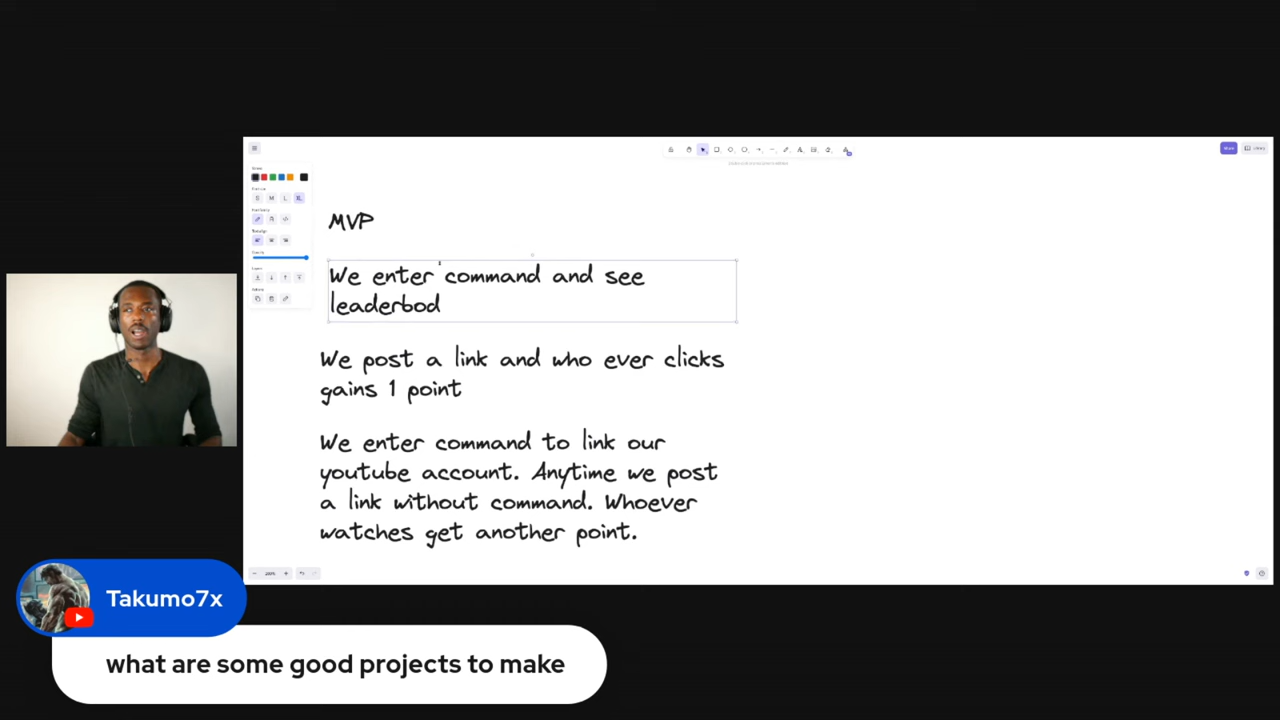 MVP
We enter command and see
leaderbod
We post a link and who ever clicks
gains 1 point
We enter command to link our
youtube account. Anytime we post
a link without command. Whoever
watches get another point.
Takumo7x
what are some good projects to make